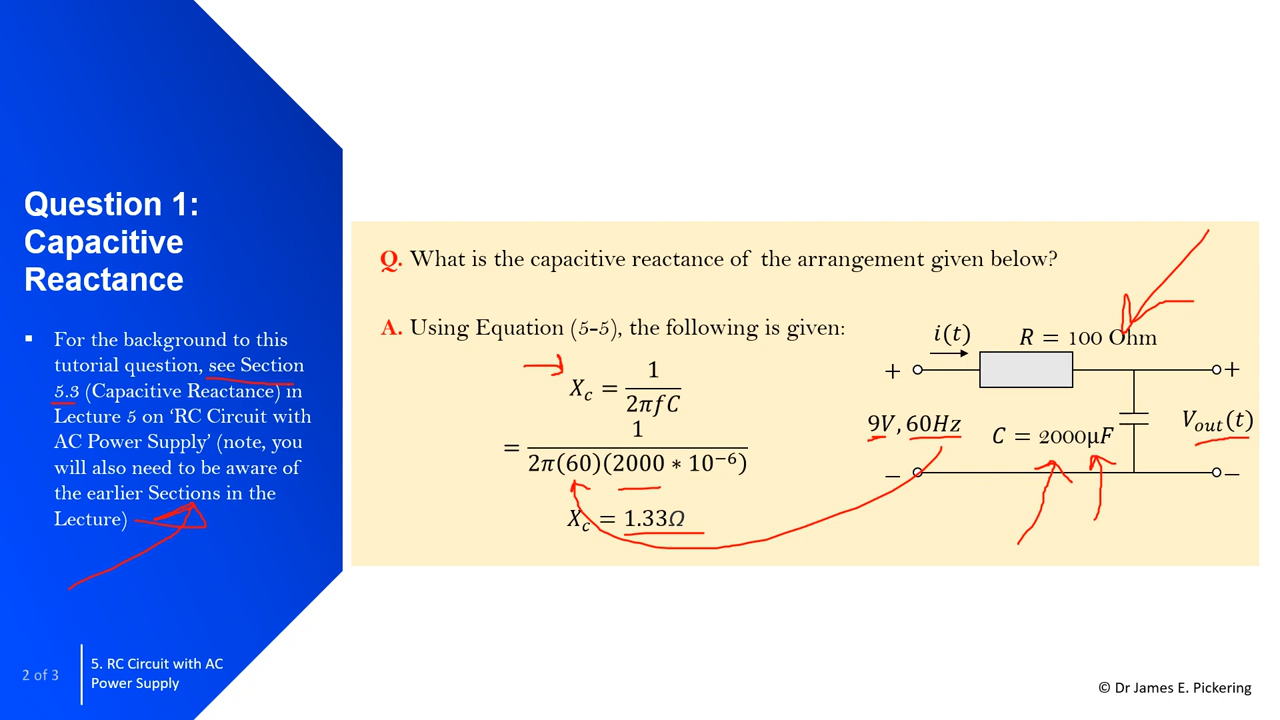 Question 1:
Capacitive
Reactance
▪ For the background to this
tutorial question, see Section
5.3 (Capacitive Reactance) in
Lecture 5 on ‘RC Circuit with
AC Power Supply’ (note, you
will also need to be aware of
the earlier Sections in the
Lecture)
2 of 3
5. RC Circuit with AC
Power Supply
Q. What is the capacitive reactance of the arrangement given below?
A. Using Equation (5-5), the following is given:
X_c = 1/(2πfC)
= 1/(2π(60)(2000 * 10⁻⁶))
X_c = 1.33Ω
i(t)
R = 100 Ohm
+
+
9V, 60Hz
C = 2000µF
V_out(t)
−
−
© Dr James E. Pickering